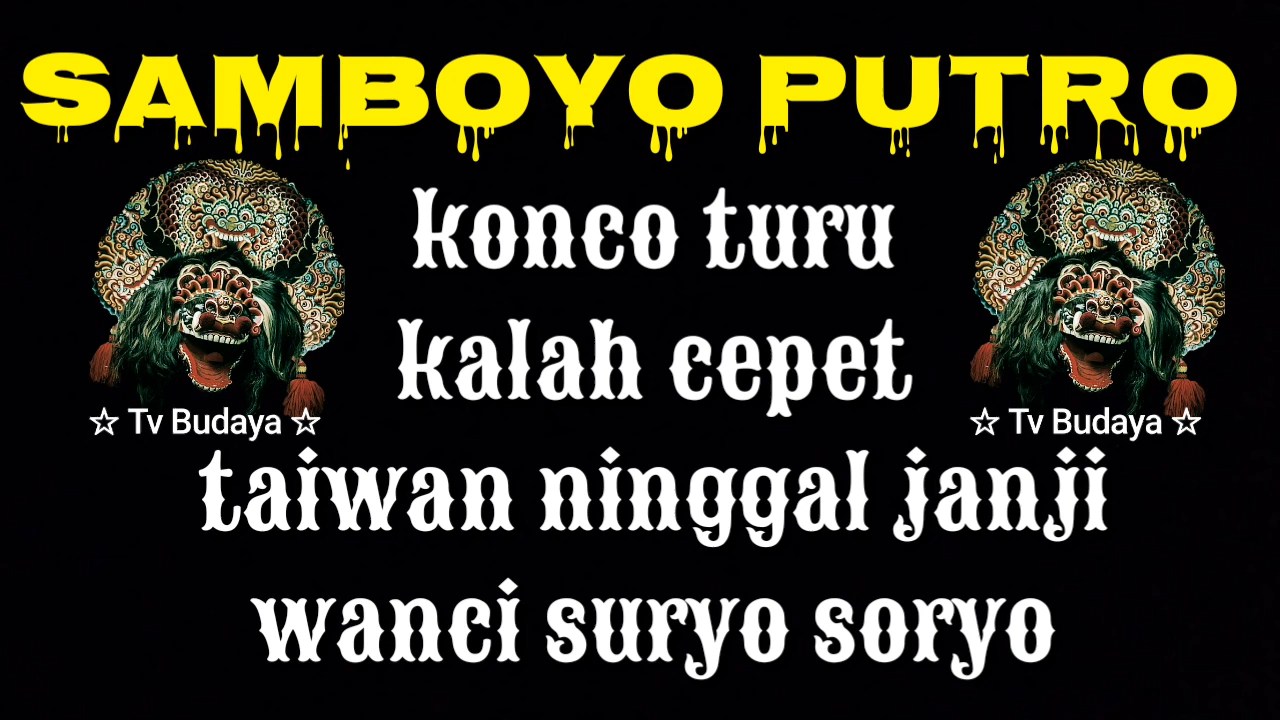 SAMBOYO PUTRO
konco turu
kalah cepet
☆ Tv Budaya ☆
☆ Tv Budaya ☆
taiwan ninggal janji
wanci suryo soryo